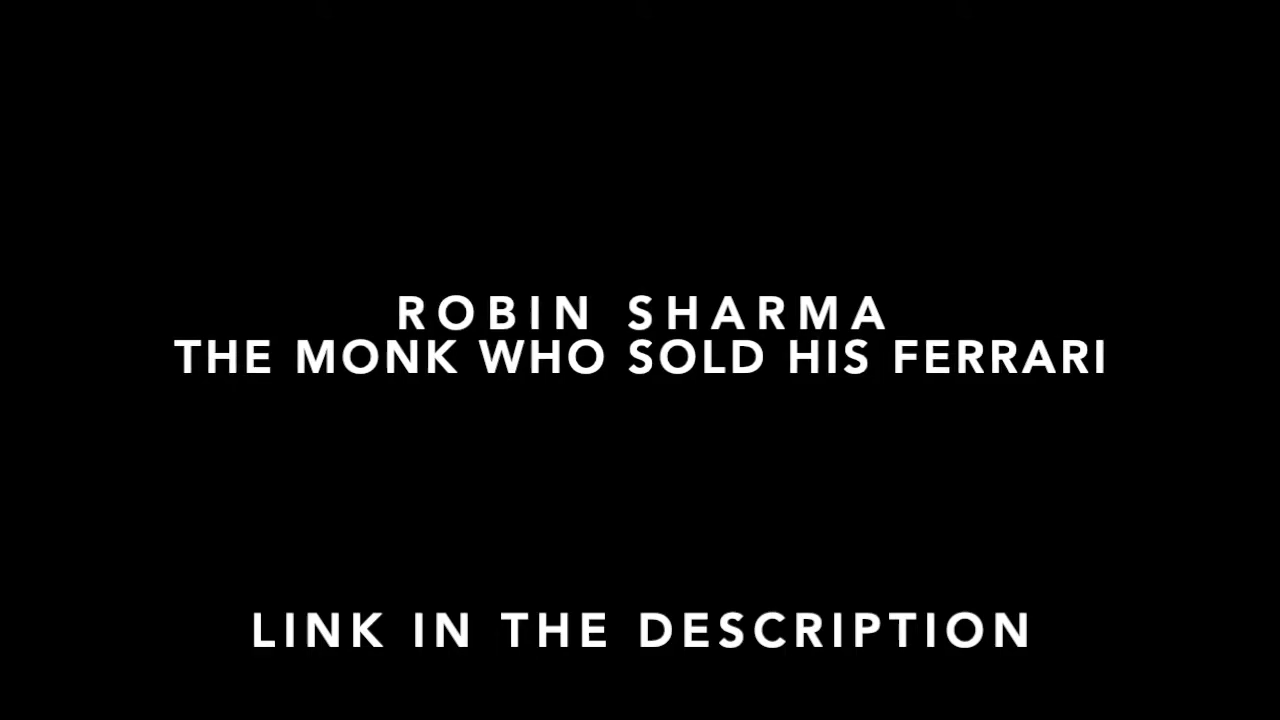 ROBIN SHARMA
THE MONK WHO SOLD HIS FERRARI
LINK IN THE DESCRIPTION